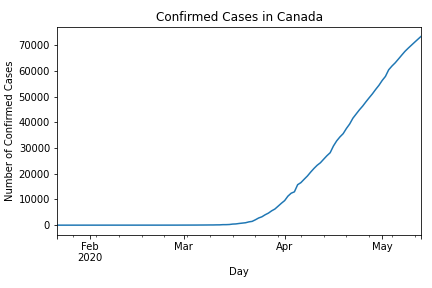 Confirmed Cases in Canada
Number of Confirmed Cases
70000
60000
50000
40000
30000
20000
10000
0
Feb
2020
Mar
Apr
May
Day